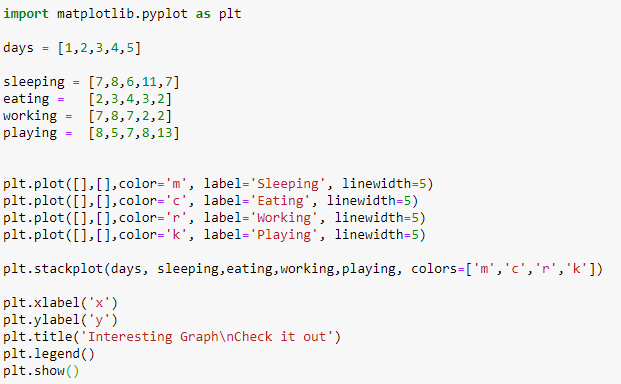 import matplotlib.pyplot as plt
days = [1,2,3,4,5]
sleeping = [7,8,6,11,7]
eating =   [2,3,4,3,2]
working =  [7,8,7,2,2]
playing =  [8,5,7,8,13]
plt.plot([],[],color='m', label='Sleeping', linewidth=5)
plt.plot([],[],color='c', label='Eating', linewidth=5)
plt.plot([],[],color='r', label='Working', linewidth=5)
plt.plot([],[],color='k', label='Playing', linewidth=5)
plt.stackplot(days, sleeping,eating,working,playing, colors=['m','c','r','k'])
plt.xlabel('x')
plt.ylabel('y')
plt.title('Interesting Graph\nCheck it out')
plt.legend()
plt.show()